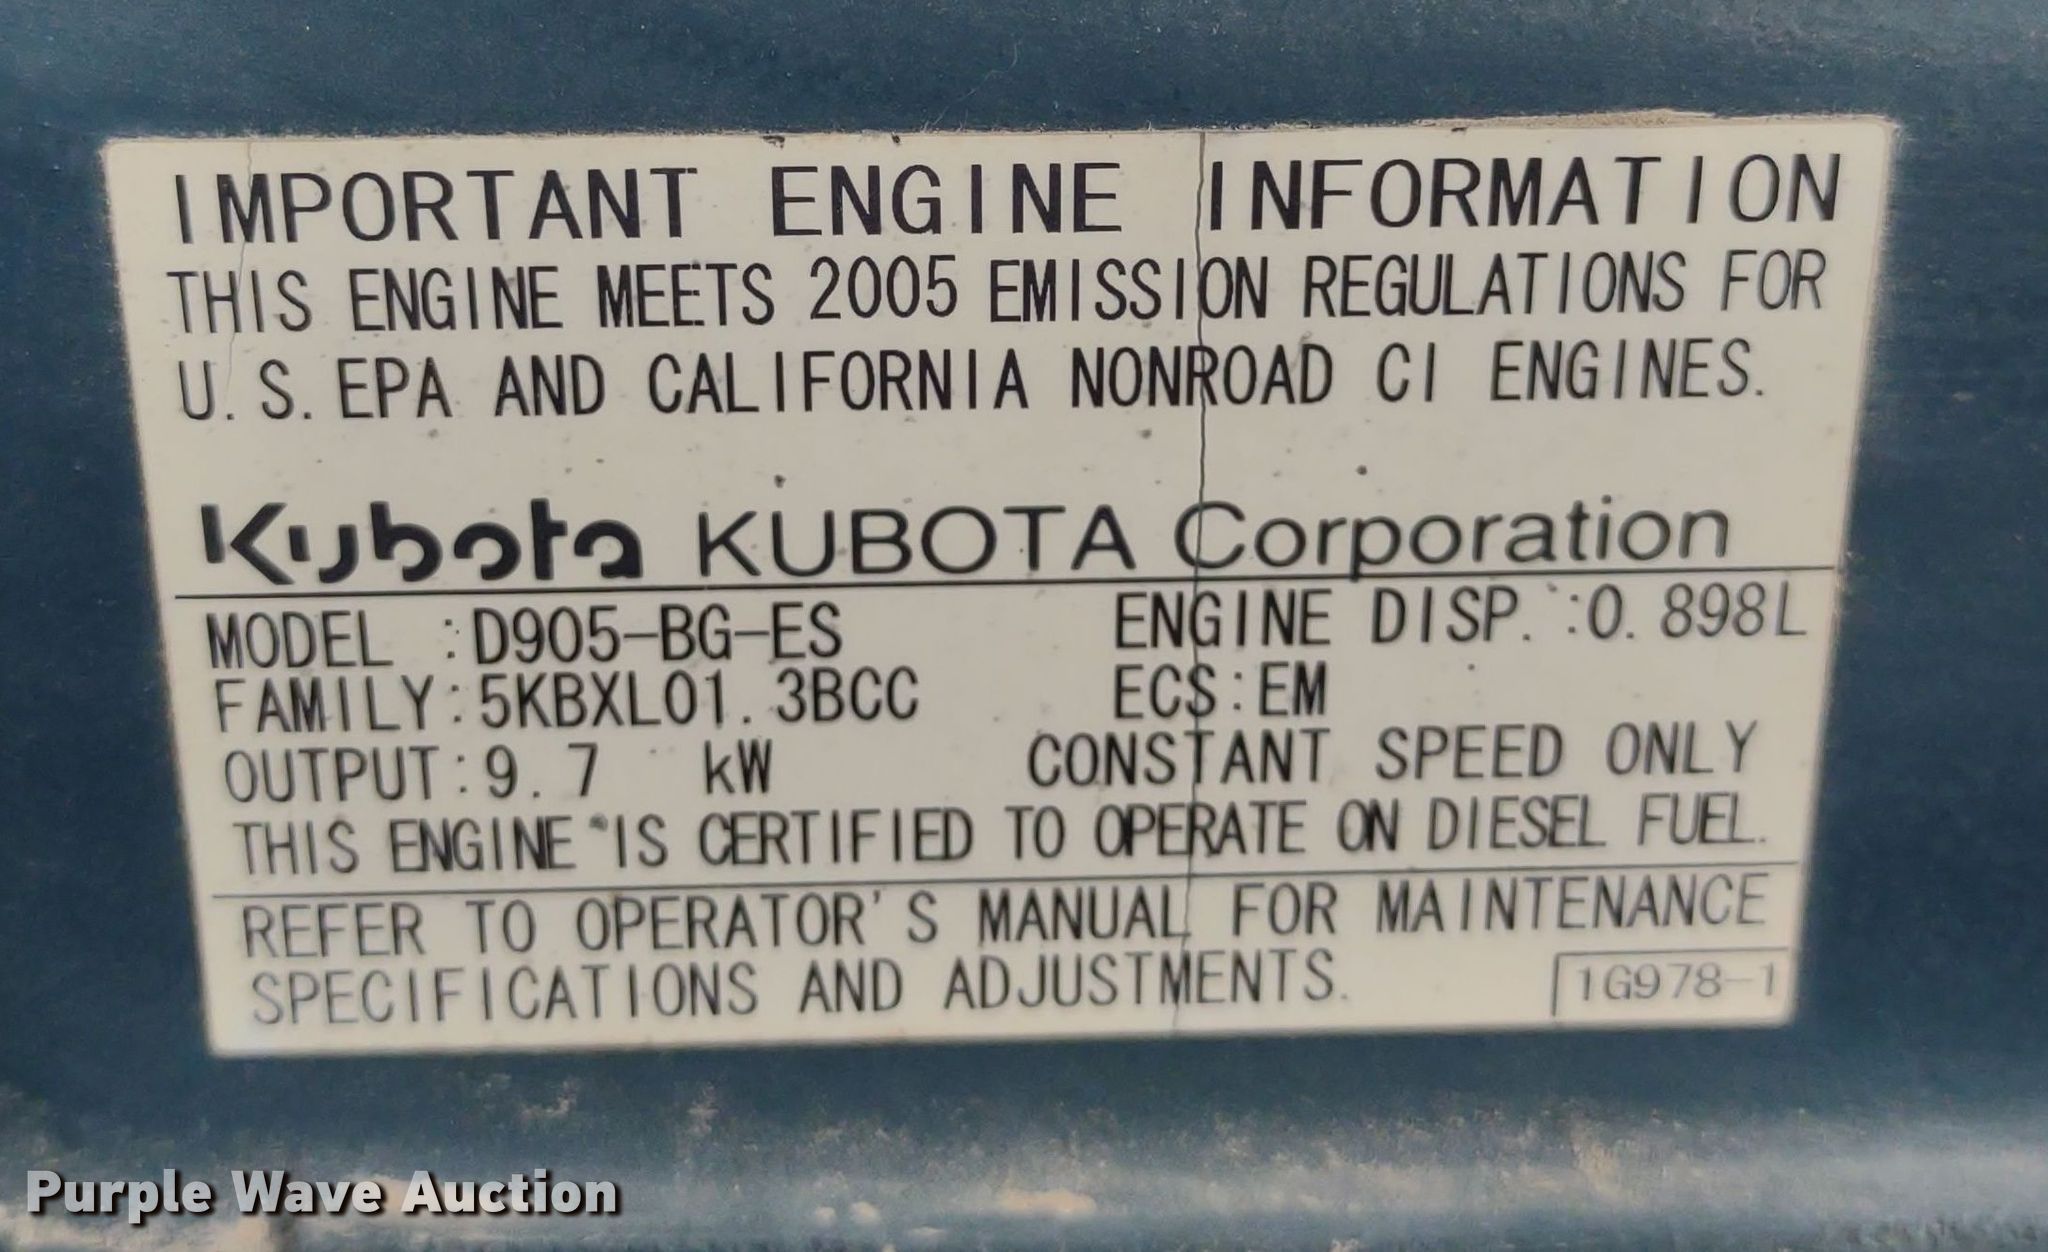 IMPORTANT ENGINE INFORMATION
THIS ENGINE MEETS 2005 EMISSION REGULATIONS FOR
U.S.EPA AND CALIFORNIA NONROAD CI ENGINES.
Kubota KUBOTA Corporation
MODEL :D905-BG-ES ENGINE DISP. :0.898L
FAMILY:5KBXL01.3BCC ECS:EM
OUTPUT:9.7 kW CONSTANT SPEED ONLY
THIS ENGINE IS CERTIFIED TO OPERATE ON DIESEL FUEL.
REFER TO OPERATOR'S MANUAL FOR MAINTENANCE
SPECIFICATIONS AND ADJUSTMENTS.
1G978-1
Purple Wave Auction